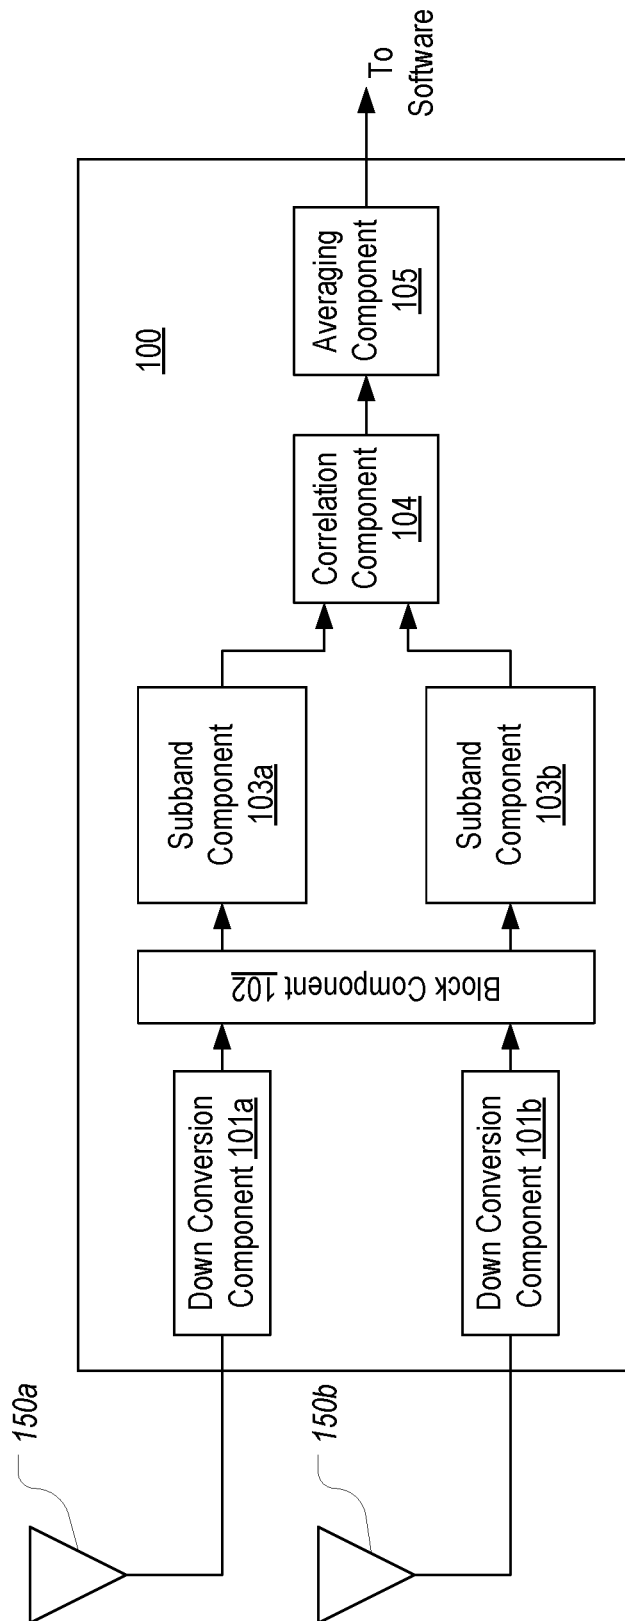 150a
150b
100
Down Conversion
Component 101a
Down Conversion
Component 101b
Block Component 102
Subband
Component
103a
Subband
Component
103b
Correlation
Component
104
Averaging
Component
105
To
Software